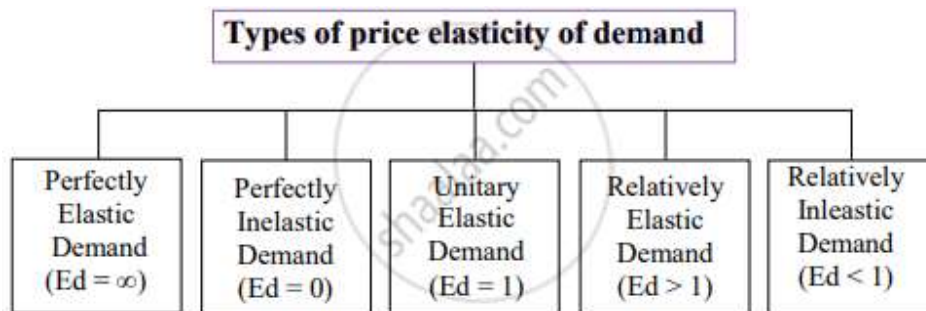 Types of price elasticity of demand
Perfectly
Elastic
Demand
(Ed = ∞)
Perfectly
Inelastic
Demand
(Ed = 0)
Unitary
Elastic
Demand
(Ed = 1)
Relatively
Elastic
Demand
(Ed > 1)
Relatively
Inleastic
Demand
(Ed < 1)
shaalaa.com